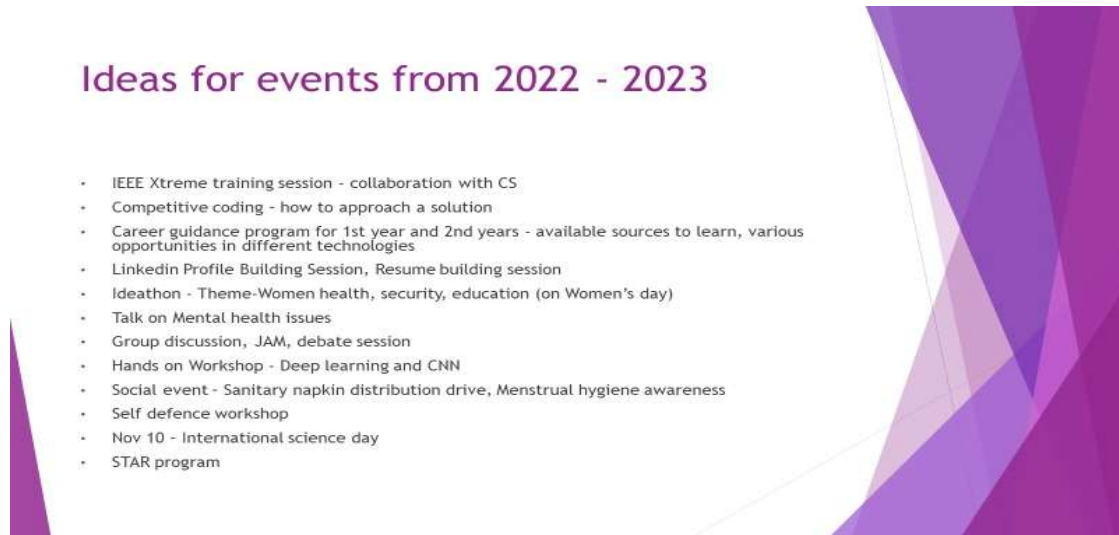 Ideas for events from 2022 - 2023
• IEEE Xtreme training session - collaboration with CS
• Competitive coding – how to approach a solution
• Career guidance program for 1st year and 2nd years - available sources to learn, various
opportunities in different technologies
• Linkedin Profile Building Session, Resume building session
• Ideathon - Theme-Women health, security, education (on Women’s day)
• Talk on Mental health issues
• Group discussion, JAM, debate session
• Hands on Workshop - Deep learning and CNN
• Social event – Sanitary napkin distribution drive, Menstrual hygiene awareness
• Self defence workshop
• Nov 10 – International science day
• STAR program